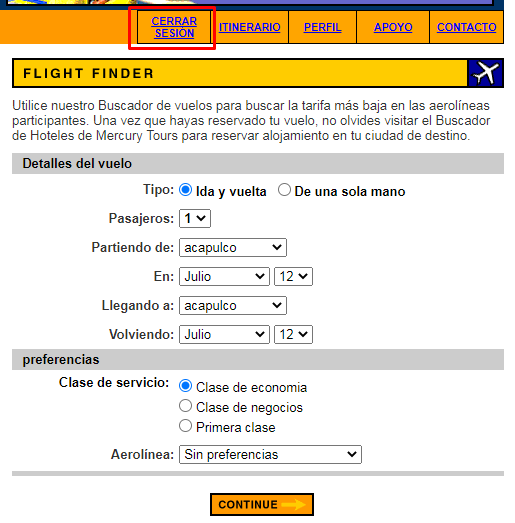 CERRAR
SESIÓN
ITINERARIO
PERFIL
APOYO
CONTACTO
FLIGHT FINDER
Utilice nuestro Buscador de vuelos para buscar la tarifa más baja en las aerolíneas
participantes. Una vez que hayas reservado tu vuelo, no olvides visitar el Buscador
de Hoteles de Mercury Tours para reservar alojamiento en tu ciudad de destino.
Detalles del vuelo
Tipo: Ida y vuelta De una sola mano
Pasajeros: 1
Partiendo de: acapulco
En: Julio 12
Llegando a: acapulco
Volviendo: Julio 12
preferencias
Clase de servicio: Clase de economia
Clase de negocios
Primera clase
Aerolínea: Sin preferencias
CONTINUE